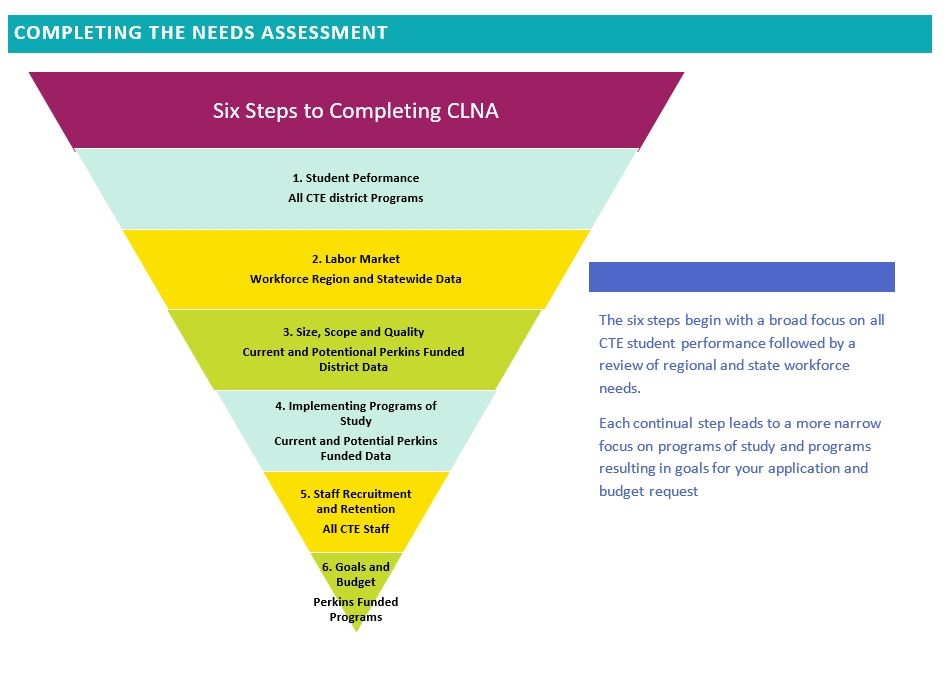 COMPLETING THE NEEDS ASSESSMENT
Six Steps to Completing CLNA
1. Student Peformance
All CTE district Programs
2. Labor Market
Workforce Region and Statewide Data
3. Size, Scope and Quality
Current and Potentional Perkins Funded
District Data
4. Implementing Programs of
Study
Current and Potential Perkins
Funded Data
5. Staff Recruitment
and Retention
All CTE Staff
6. Goals and
Budget
Perkins Funded
Programs
The six steps begin with a broad focus on all
CTE student performance followed by a
review of regional and state workforce
needs.
Each continual step leads to a more narrow
focus on programs of study and programs
resulting in goals for your application and
budget request